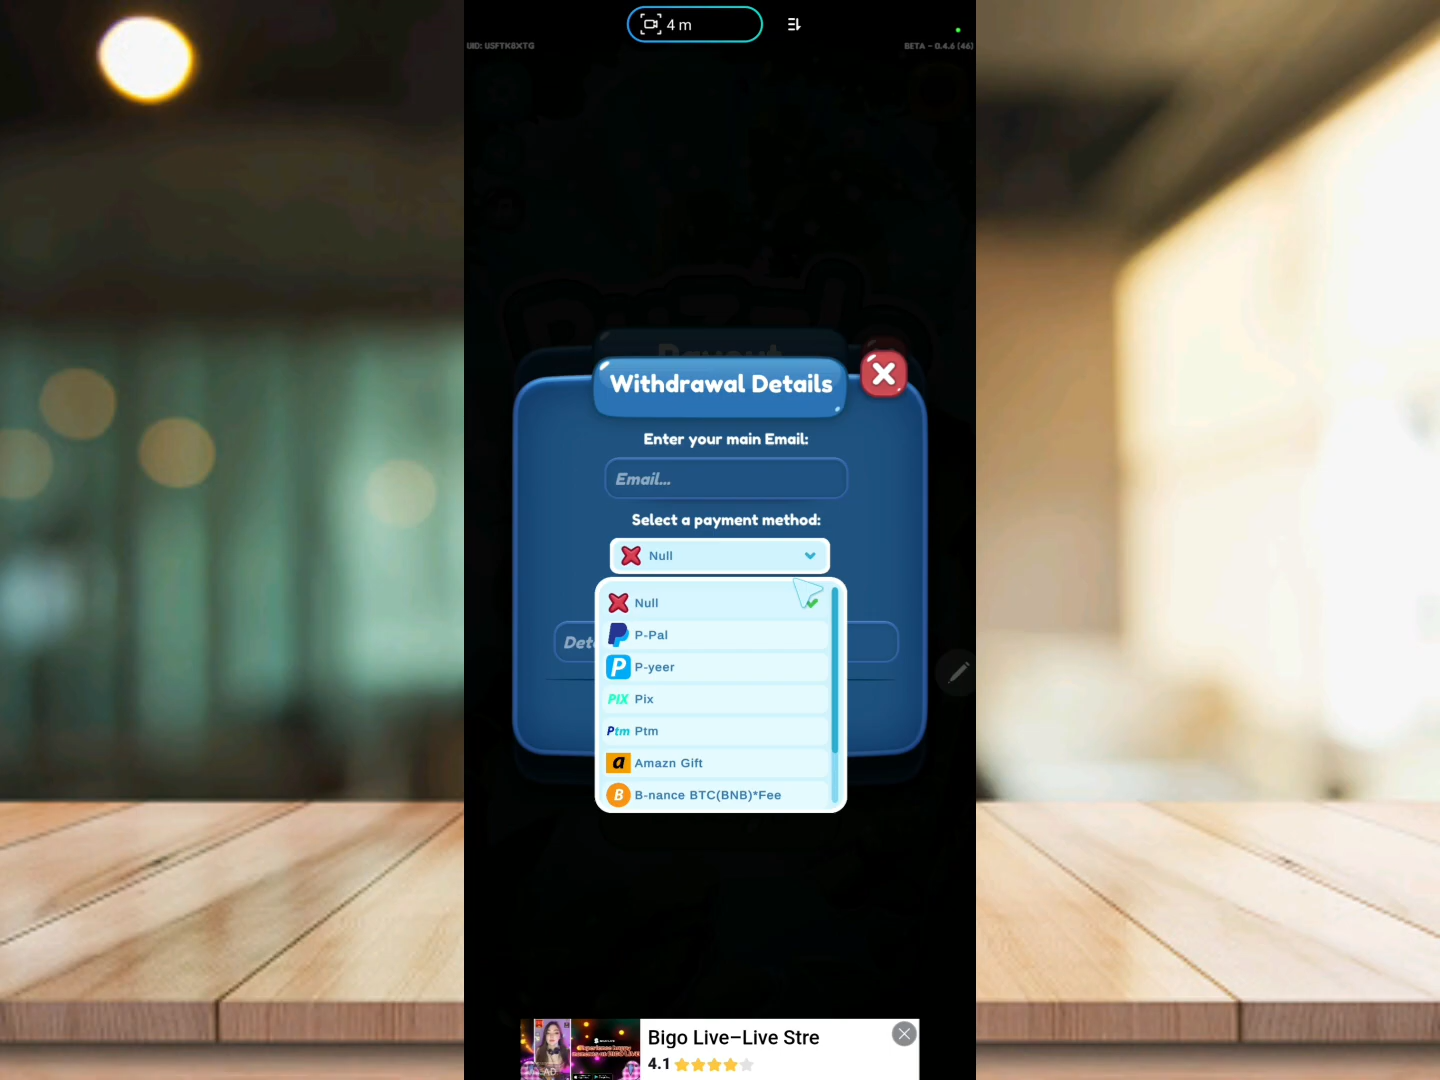 4 m
UID: USFTK8XTG
BETA - 0.4.6 (46)
Payout
Withdrawal Details
Enter your main Email:
Email...
Select a payment method:
Null
Null
P-Pal
P-yeer
PIX Pix
Ptm Ptm
a Amazn Gift
B B-nance BTC(BNB)*Fee
Bigo Live–Live Stre
4.1
AD